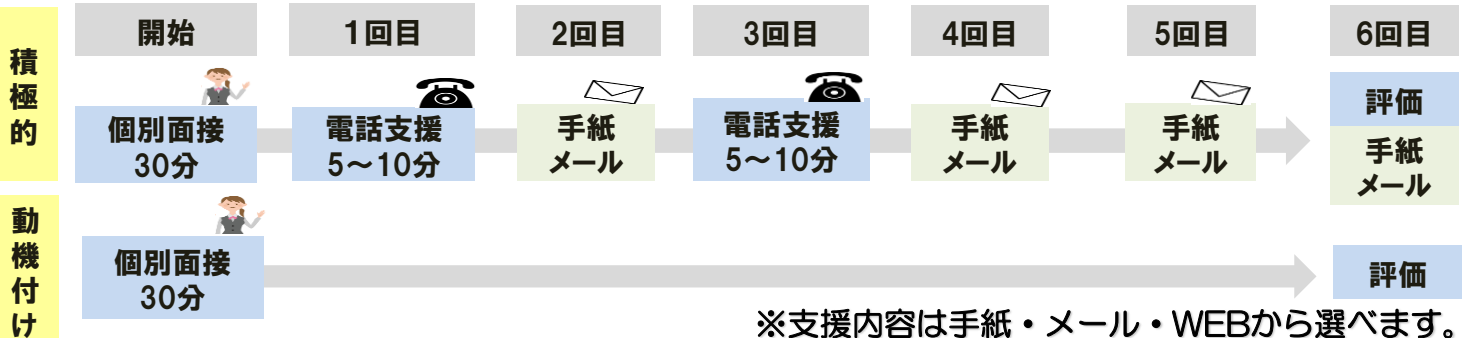 積極的
開始
1回目
2回目
3回目
4回目
5回目
6回目
個別面接
30分
電話支援
5～10分
手紙
メール
電話支援
5～10分
手紙
メール
手紙
メール
評価
手紙
メール
動機付け
個別面接
30分
評価
※支援内容は手紙・メール・WEBから選べます。